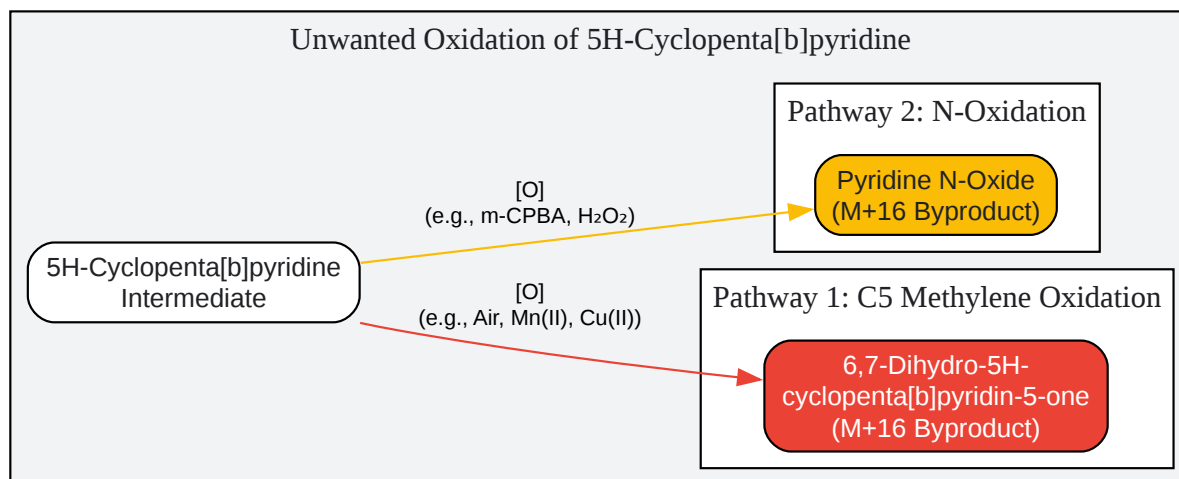 Unwanted Oxidation of 5H-Cyclopenta[b]pyridine
Pathway 2: N-Oxidation
Pyridine N-Oxide
(M+16 Byproduct)
[O]
(e.g., m-CPBA, H₂O₂)
5H-Cyclopenta[b]pyridine
Intermediate
[O]
(e.g., Air, Mn(II), Cu(II))
Pathway 1: C5 Methylene Oxidation
6,7-Dihydro-5H-
cyclopenta[b]pyridin-5-one
(M+16 Byproduct)